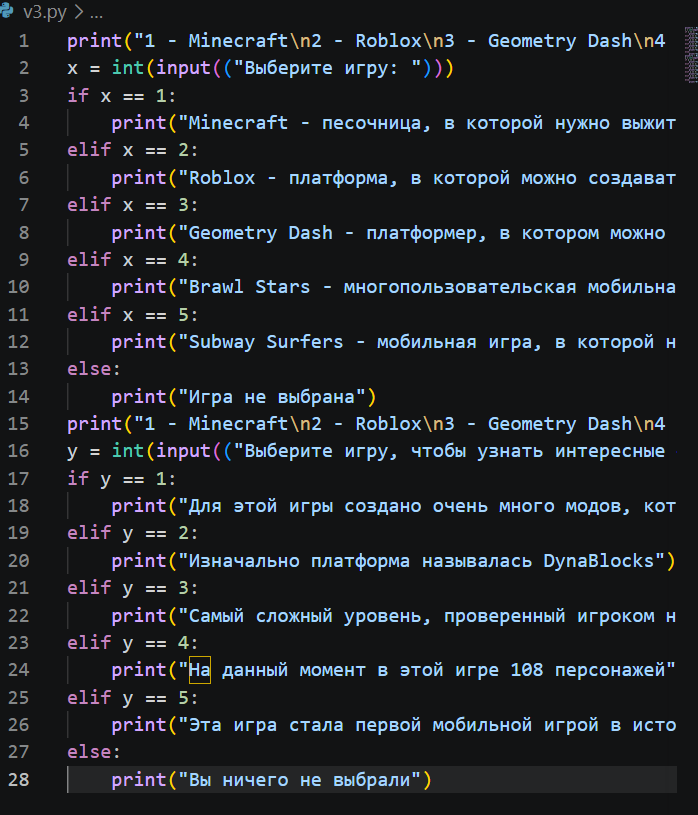 v3.py > ...
1 print("1 - Minecraft\n2 - Roblox\n3 - Geometry Dash\n4
2 x = int(input(("Выберите игру: ")))
3 if x == 1:
4     print("Minecraft - песочница, в которой нужно выжит
5 elif x == 2:
6     print("Roblox - платформа, в которой можно создават
7 elif x == 3:
8     print("Geometry Dash - платформер, в котором можно
9 elif x == 4:
10     print("Brawl Stars - многопользовательская мобильна
11 elif x == 5:
12     print("Subway Surfers - мобильная игра, в которой н
13 else:
14     print("Игра не выбрана")
15 print("1 - Minecraft\n2 - Roblox\n3 - Geometry Dash\n4
16 y = int(input(("Выберите игру, чтобы узнать интересные
17 if y == 1:
18     print("Для этой игры создано очень много модов, кот
19 elif y == 2:
20     print("Изначально платформа называлась DynaBlocks")
21 elif y == 3:
22     print("Самый сложный уровень, проверенный игроком н
23 elif y == 4:
24     print("На данный момент в этой игре 108 персонажей"
25 elif y == 5:
26     print("Эта игра стала первой мобильной игрой в исто
27 else:
28     print("Вы ничего не выбрали")